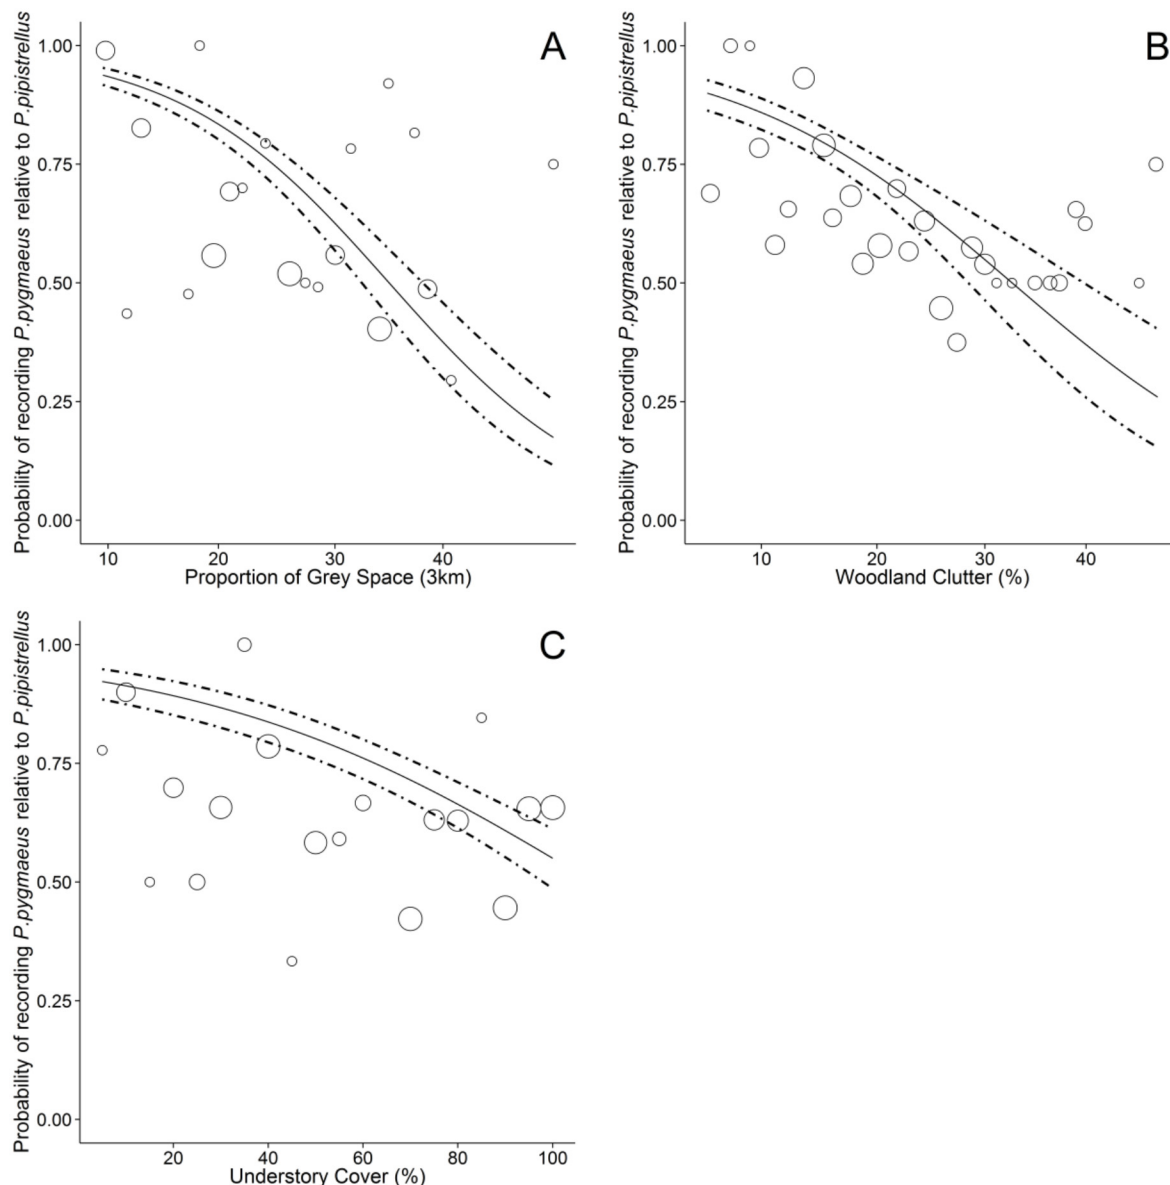 A
Probability of recording P.pygmaeus relative to P.pipistrellus
1.00
0.75
0.50
0.25
0.00
10 20 30 40
Proportion of Grey Space (3km)
B
Probability of recording P.pygmaeus relative to P.pipistrellus
1.00
0.75
0.50
0.25
0.00
10 20 30 40
Woodland Clutter (%)
C
Probability of recording P.pygmaeus relative to P.pipistrellus
1.00
0.75
0.50
0.25
0.00
20 40 60 80 100
Understory Cover (%)